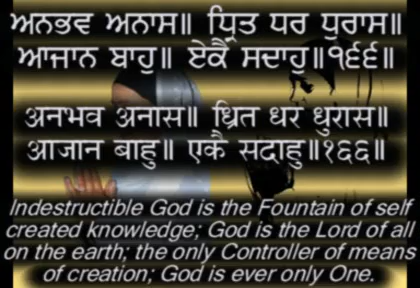 ਅਨਭਵ ਅਨਾਸ॥ ਧ੍ਰਿਤ ਧਰ ਧੁਰਾਸ॥
ਆਜਾਨ ਬਾਹੁ॥ ਏਕੈ ਸਦਾਹੁ॥੧੬੬॥
अनभव अनास॥ ध्रित धर धुरास॥
आजान बाहु॥ एकै सदाहु॥१६६॥
Indestructible God is the Fountain of self
created knowledge; God is the Lord of all
on the earth; the only Controller of means
of creation; God is ever only One.